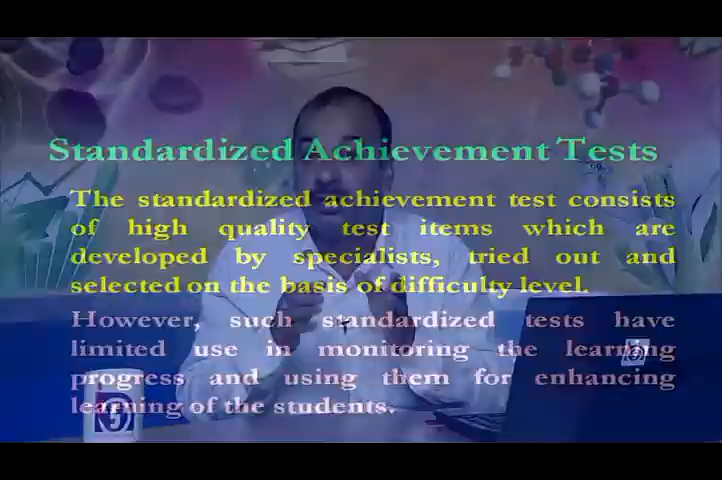 Standardized Achievement Tests
The standardized achievement test consists
of high quality test items which are
developed by specialists, tried out and
selected on the basis of difficulty level.
However, such standardized tests have
limited use in monitoring the learning
progress and using them for enhancing
learning of the students.